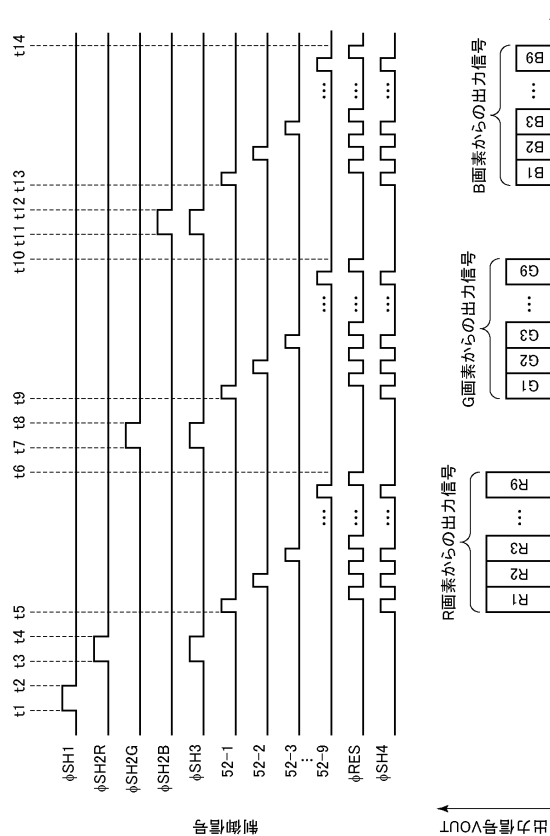 t1 t2 t3 t4 t5 t6 t7 t8 t9 t10 t11 t12 t13 t14
制御信号
φSH1
φSH2R
φSH2G
φSH2B
φSH3
52-1
52-2
52-3
…
52-9 … … …
φRES … … …
φSH4 … … …
出力信号VOUT
R画素からの出力信号
R1 R2 R3 … R9
G画素からの出力信号
G1 G2 G3 … G9
B画素からの出力信号
B1 B2 B3 … B9